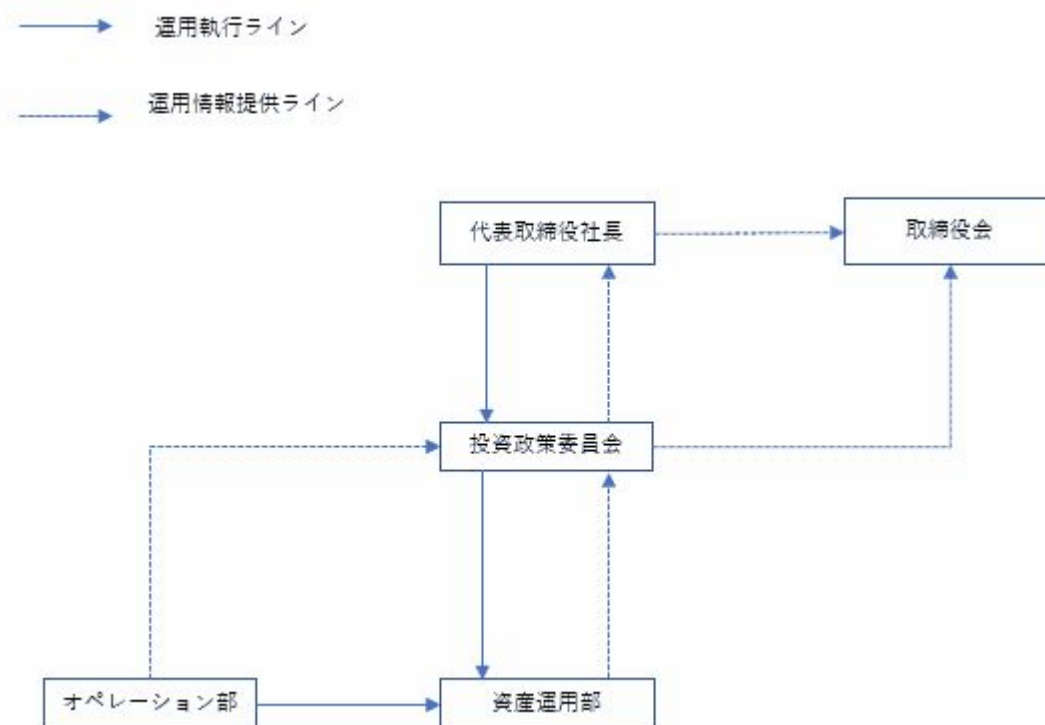 運用執行ライン
運用情報提供ライン
代表取締役社長
取締役会
投資政策委員会
オペレーション部
資産運用部